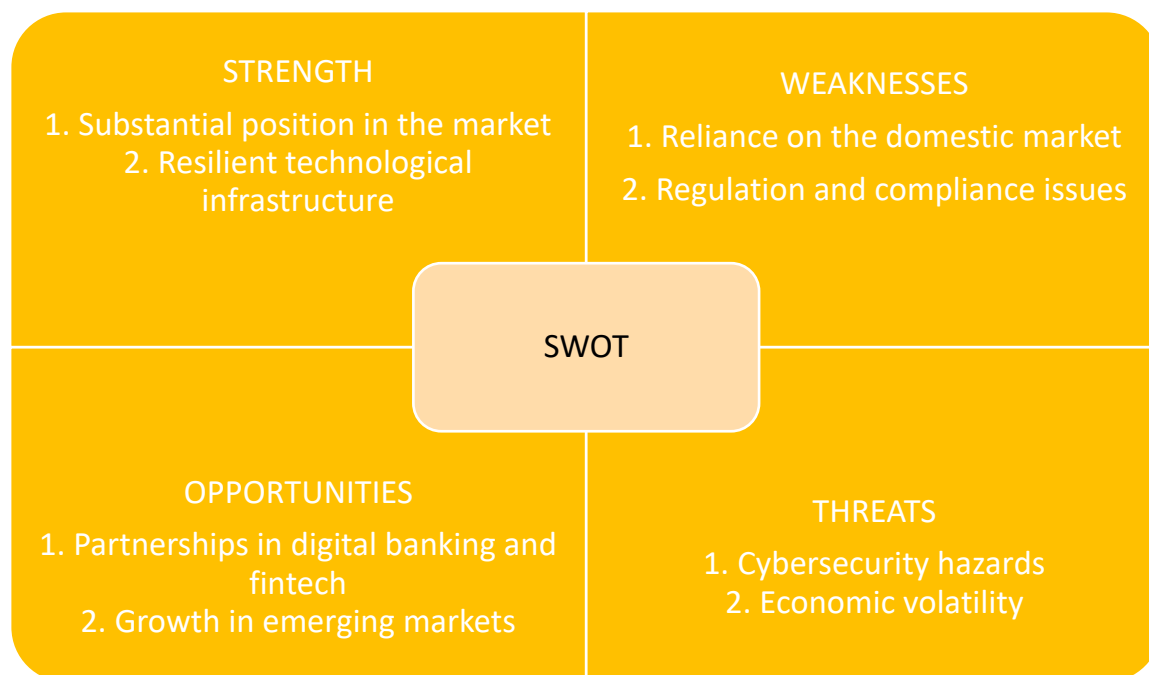 STRENGTH
1. Substantial position in the market
2. Resilient technological
infrastructure
WEAKNESSES
1. Reliance on the domestic market
2. Regulation and compliance issues
SWOT
OPPORTUNITIES
1. Partnerships in digital banking and
fintech
2. Growth in emerging markets
THREATS
1. Cybersecurity hazards
2. Economic volatility